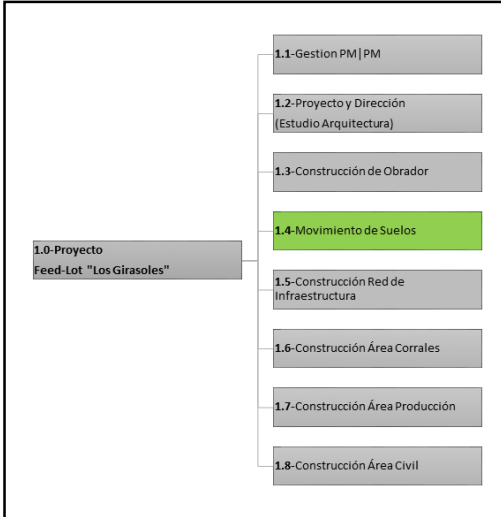 1.1-Gestion PM|PM
1.2-Proyecto y Dirección
(Estudio Arquitectura)
1.3-Construcción de Obrador
1.4-Movimiento de Suelos
1.0-Proyecto
Feed-Lot "Los Girasoles"
1.5-Construcción Red de
Infraestructura
1.6-Construcción Área Corrales
1.7-Construcción Área Producción
1.8-Construcción Área Civil